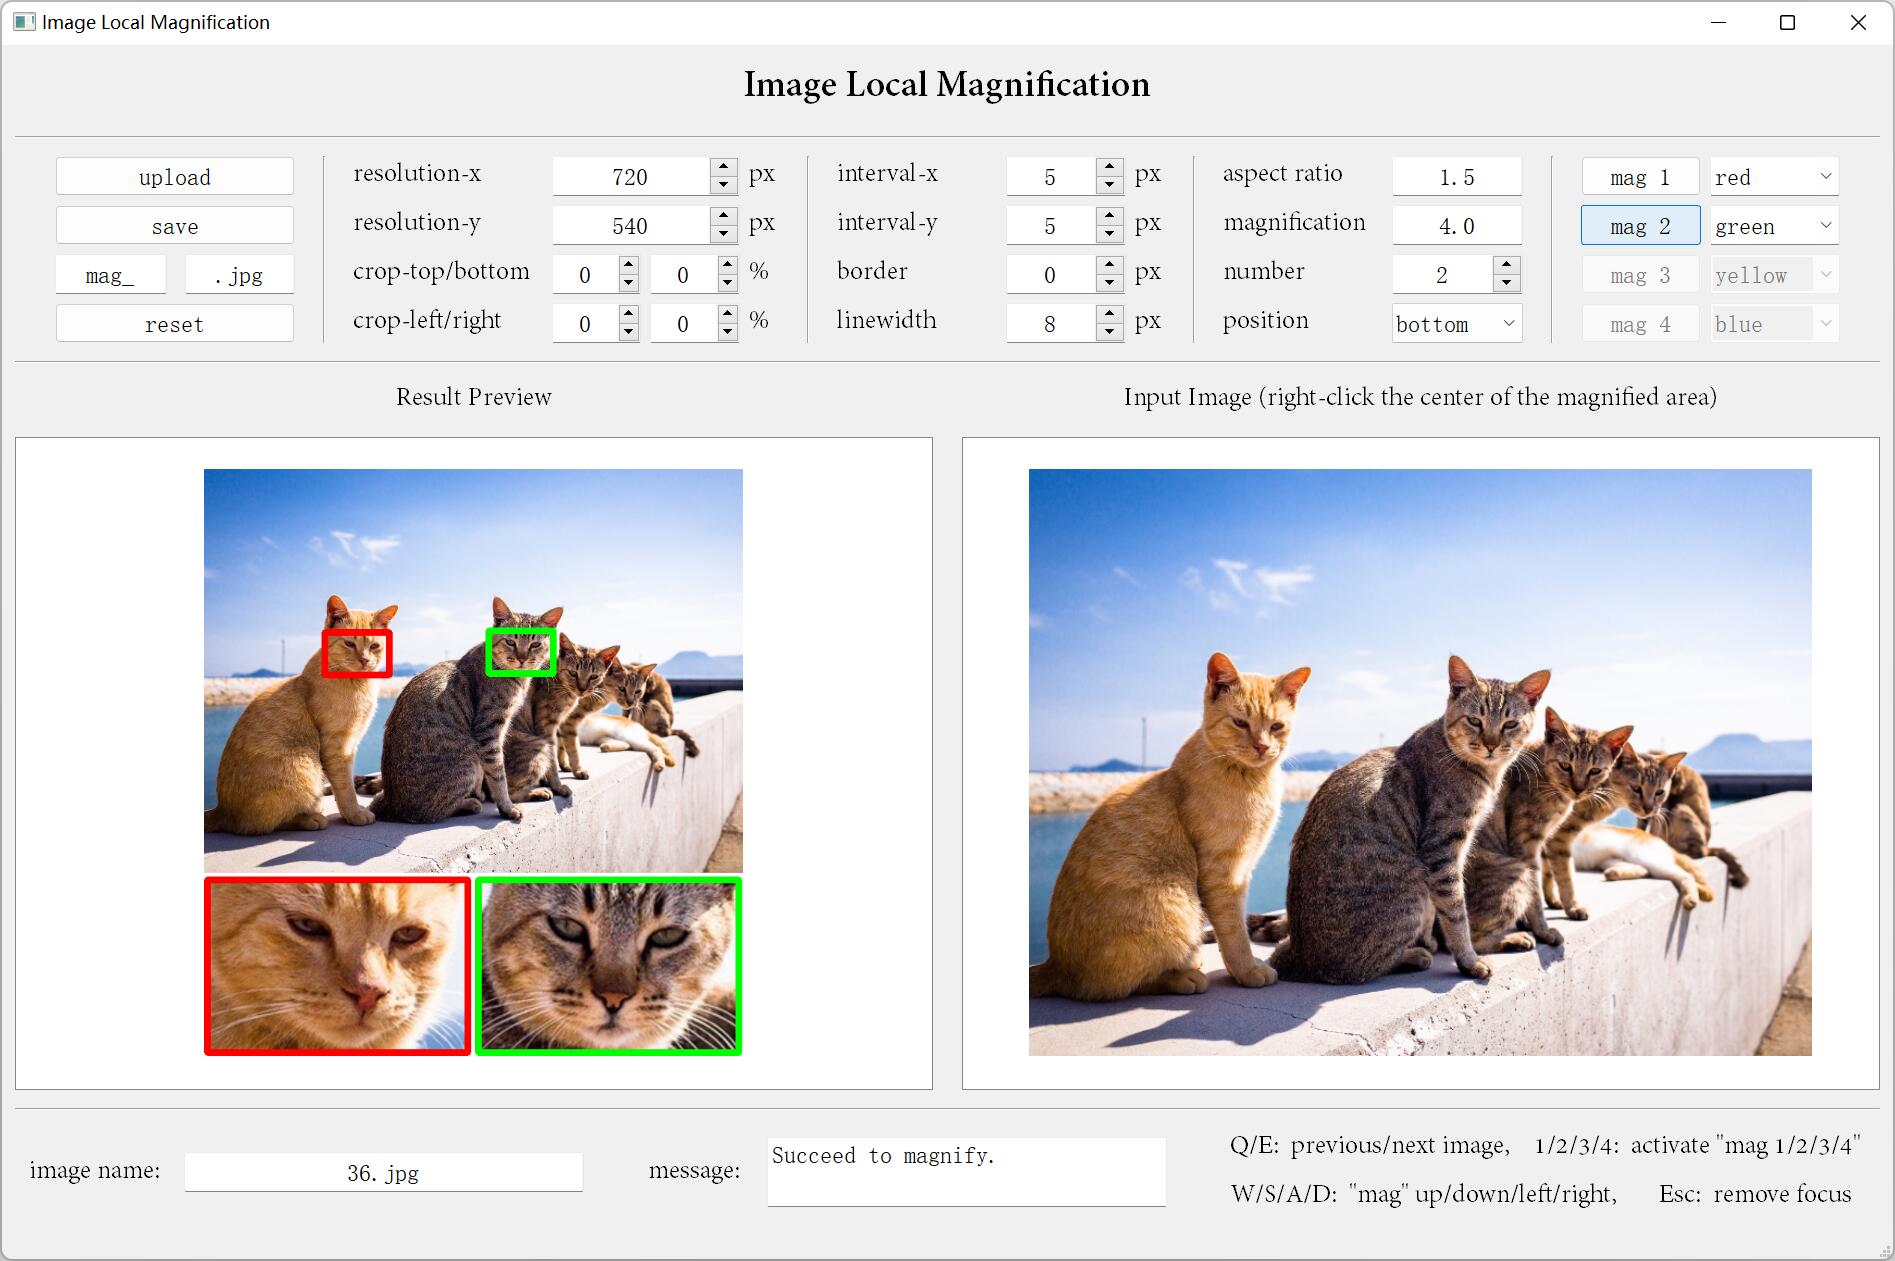 Image Local Magnification
Image Local Magnification
upload
save
mag_ .jpg
reset
resolution-x 720 px
resolution-y 540 px
crop-top/bottom 0 0 %
crop-left/right 0 0 %
interval-x 5 px
interval-y 5 px
border 0 px
linewidth 8 px
aspect ratio 1.5
magnification 4.0
number 2
position bottom
mag 1 red
mag 2 green
mag 3 yellow
mag 4 blue
Result Preview
Input Image (right-click the center of the magnified area)
image name: 36.jpg
message: Succeed to magnify.
Q/E: previous/next image, 1/2/3/4: activate "mag 1/2/3/4"
W/S/A/D: "mag" up/down/left/right, Esc: remove focus